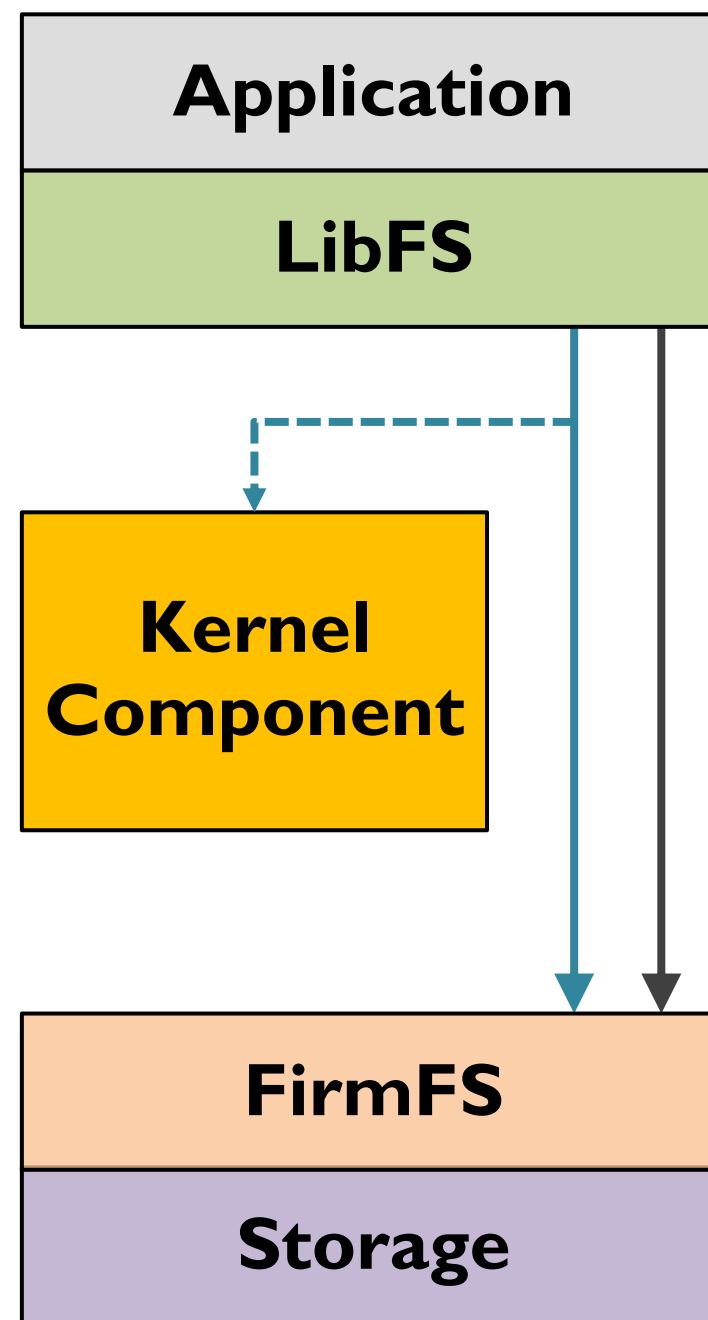 Application
LibFS
Kernel
Component
FirmFS
Storage